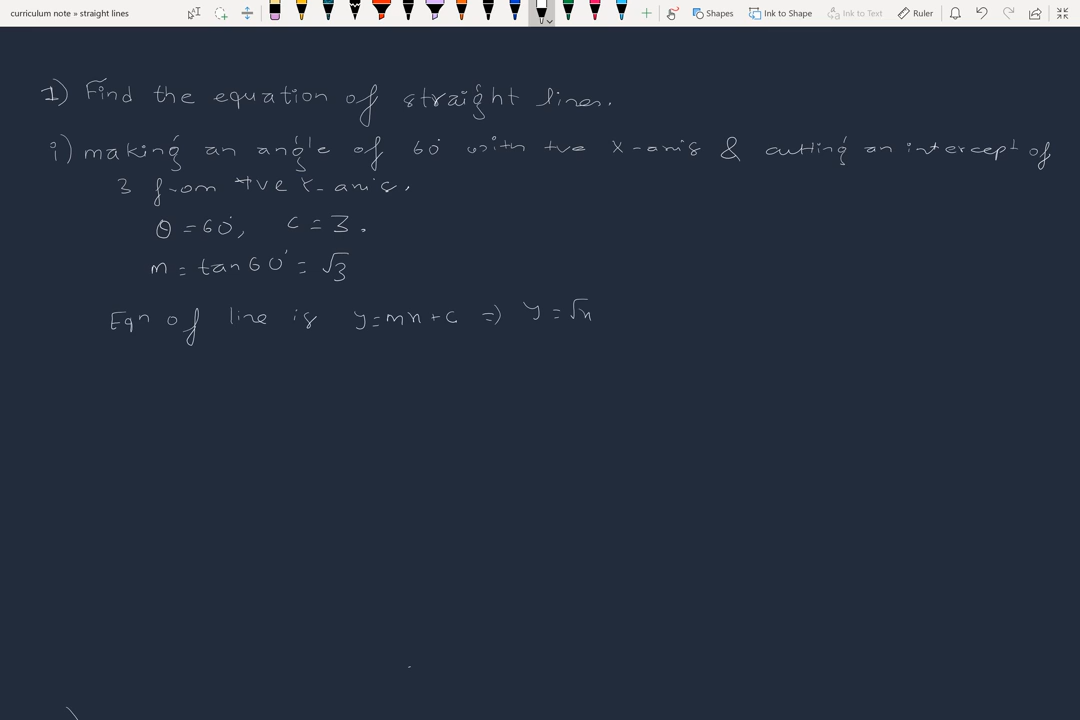 curriculum note » straight lines
Shapes Ink to Shape Ink to Text Ruler
1) Find the equation of straight lines.
i) making an angle of 60° with +ve X-axis & cutting an intercept of
3 from +ve Y-axis.
θ = 60°, c = 3.
m = tan 60° = √3
Eqn of line is y = mx + c => y = √x